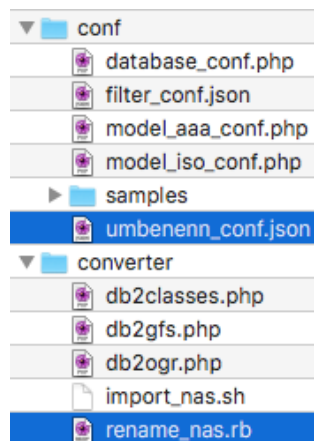 conf
database_conf.php
filter_conf.json
model_aaa_conf.php
model_iso_conf.php
samples
umbenenn_conf.json
converter
db2classes.php
db2gfs.php
db2ogr.php
import_nas.sh
rename_nas.rb